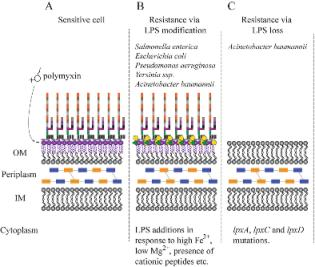 A
B
C
Sensitive cell
Resistance via
LPS modification
Resistance via
LPS loss
Salmonella enterica
Escherichia coli
Pseudomonas aeruginosa
Yersinia ssp.
Acinetobacter baumannii
Acinetobacter baumannii
polymyxin
OM
Periplasm
IM
Cytoplasm
LPS additions in
response to high Fe²⁺,
low Mg²⁺, presence of
cationic peptides etc.
lpxA, lpxC and lpxD
mutations.